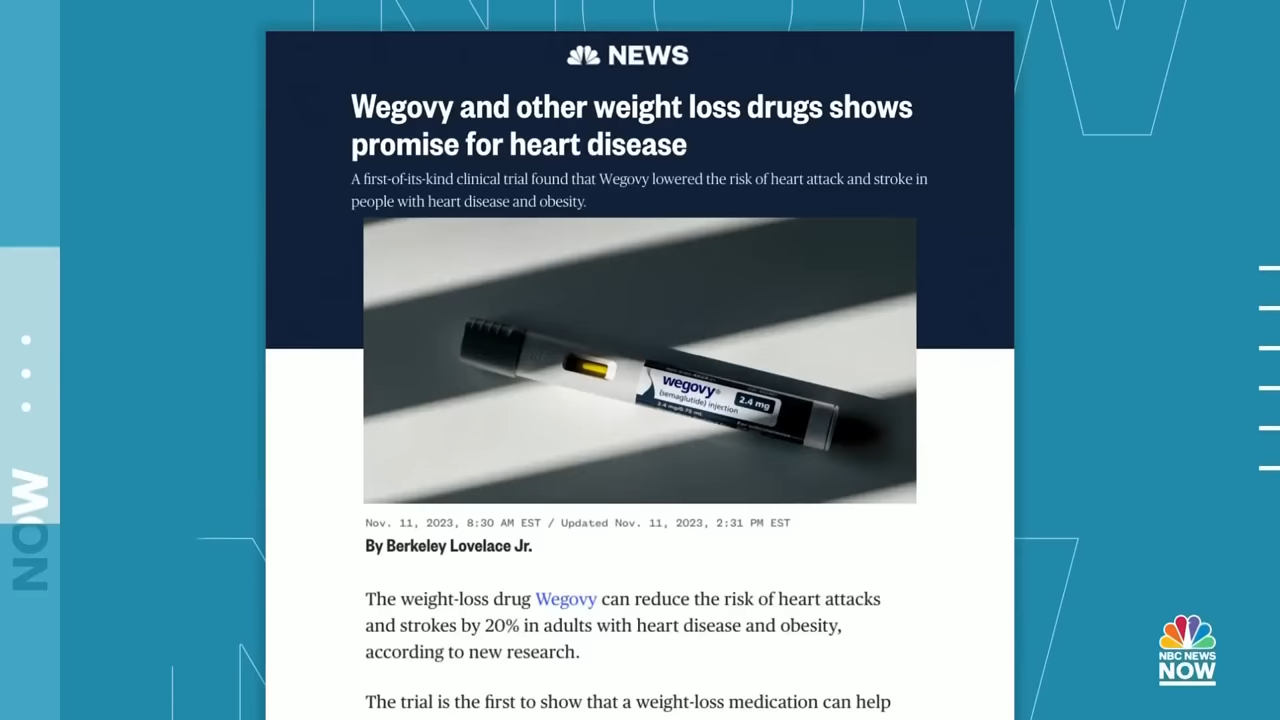 NEWS
Wegovy and other weight loss drugs shows
promise for heart disease
A first-of-its-kind clinical trial found that Wegovy lowered the risk of heart attack and stroke in
people with heart disease and obesity.
wegovy®
(semaglutide) injection
2.4 mg
Nov. 11, 2023, 8:30 AM EST / Updated Nov. 11, 2023, 2:31 PM EST
By Berkeley Lovelace Jr.
The weight-loss drug Wegovy can reduce the risk of heart attacks
and strokes by 20% in adults with heart disease and obesity,
according to new research.
The trial is the first to show that a weight-loss medication can help
NOW
NBC NEWS
NOW